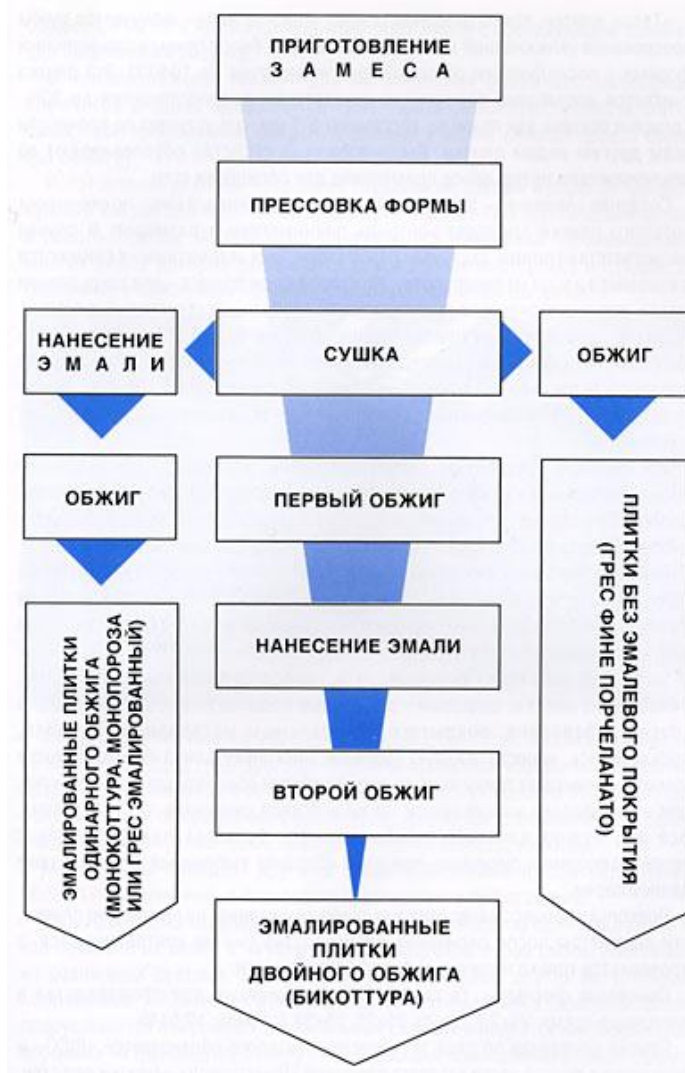 ПРИГОТОВЛЕНИЕ
ЗАМЕСА
ПРЕССОВКА ФОРМЫ
НАНЕСЕНИЕ
ЭМАЛИ
СУШКА
ОБЖИГ
ОБЖИГ
ПЕРВЫЙ ОБЖИГ
ПЛИТКИ БЕЗ ЭМАЛЕВОГО ПОКРЫТИЯ
(ГРЕС ФИНЕ ПОРЧЕЛАНАТО)
ЭМАЛИРОВАННЫЕ ПЛИТКИ
ОДИНАРНОГО ОБЖИГА
(МОНОКОТТУРА, МОНОПОРОЗА
ИЛИ ГРЕС ЭМАЛИРОВАННЫЙ)
НАНЕСЕНИЕ ЭМАЛИ
ВТОРОЙ ОБЖИГ
ЭМАЛИРОВАННЫЕ
ПЛИТКИ
ДВОЙНОГО ОБЖИГА
(БИКОТТУРА)